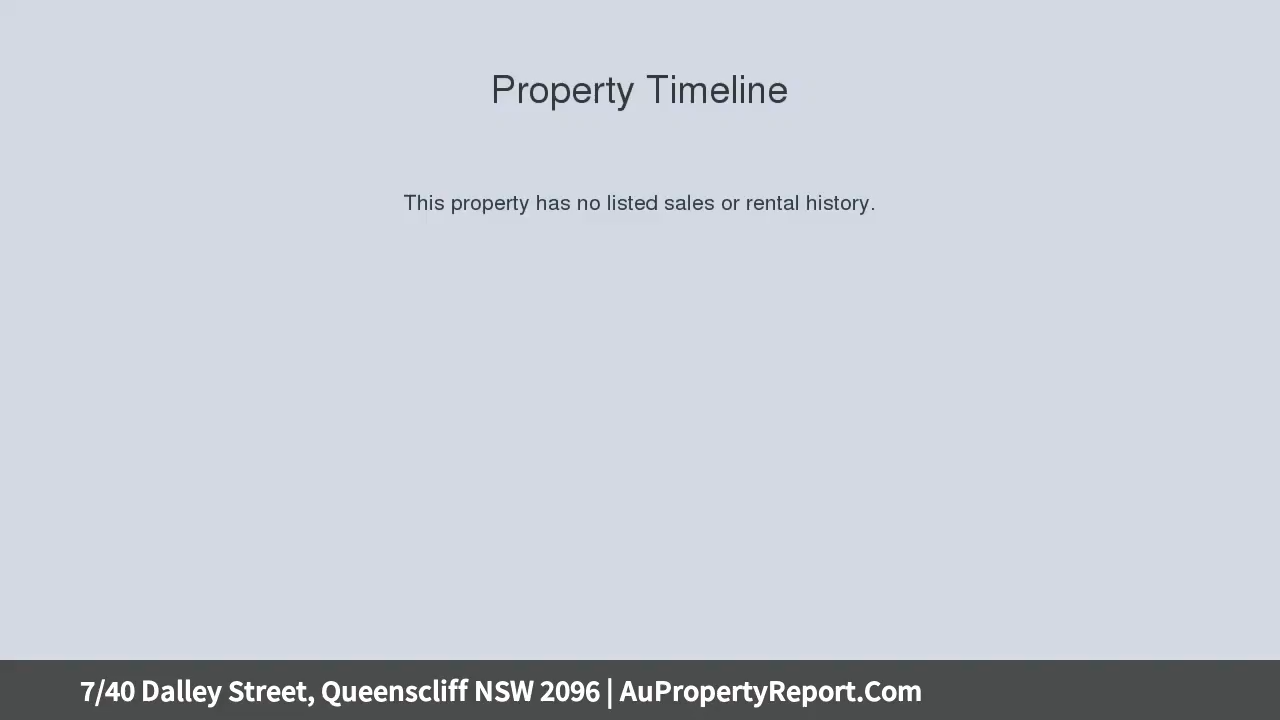 Property Timeline
This property has no listed sales or rental history.
7/40 Dalley Street, Queenscliff NSW 2096 | AuPropertyReport.Com